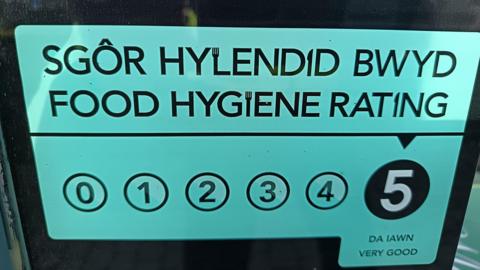 SGÔR HYLENDID BWYD
FOOD HYGIENE RATING
0 1 2 3 4 5
DA IAWN
VERY GOOD